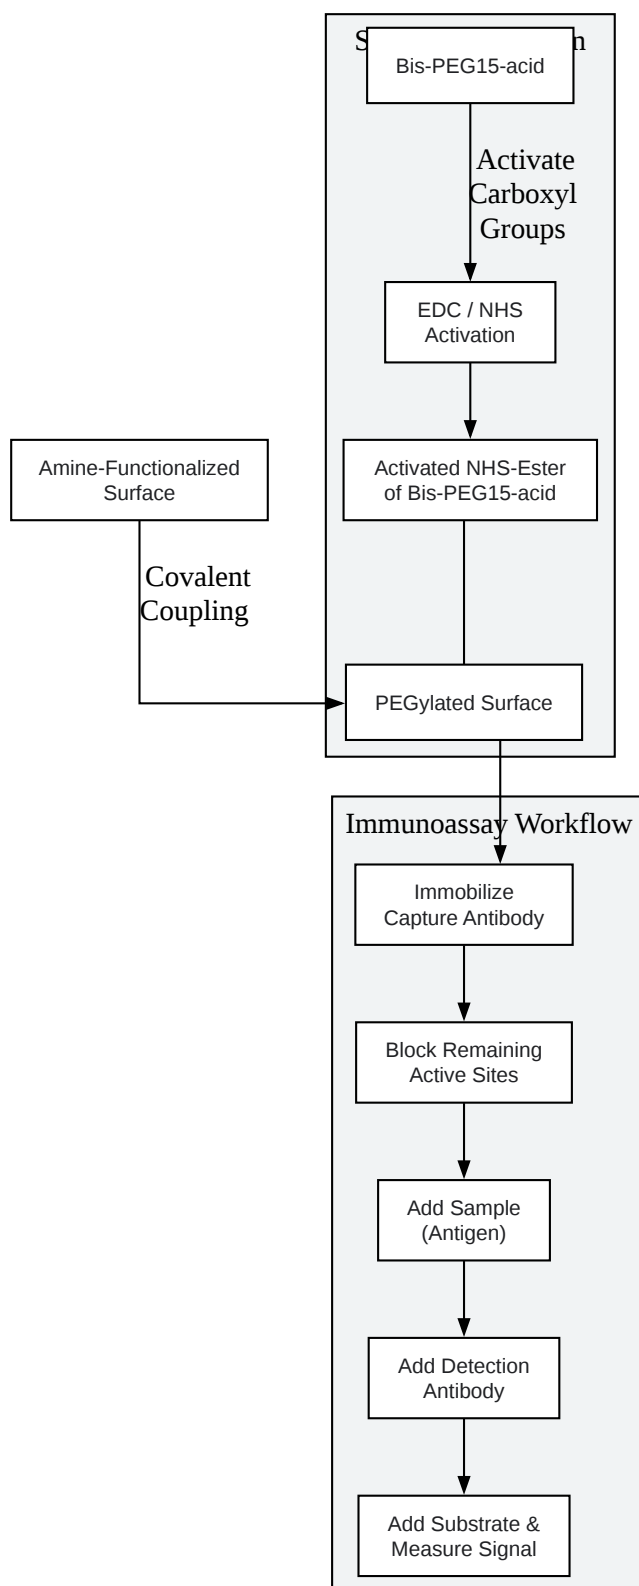 Bis-PEG15-acid
Activate
Carboxyl
Groups
EDC / NHS
Activation
Amine-Functionalized
Surface
Activated NHS-Ester
of Bis-PEG15-acid
Covalent
Coupling
PEGylated Surface
Immunoassay Workflow
Immobilize
Capture Antibody
Block Remaining
Active Sites
Add Sample
(Antigen)
Add Detection
Antibody
Add Substrate &
Measure Signal